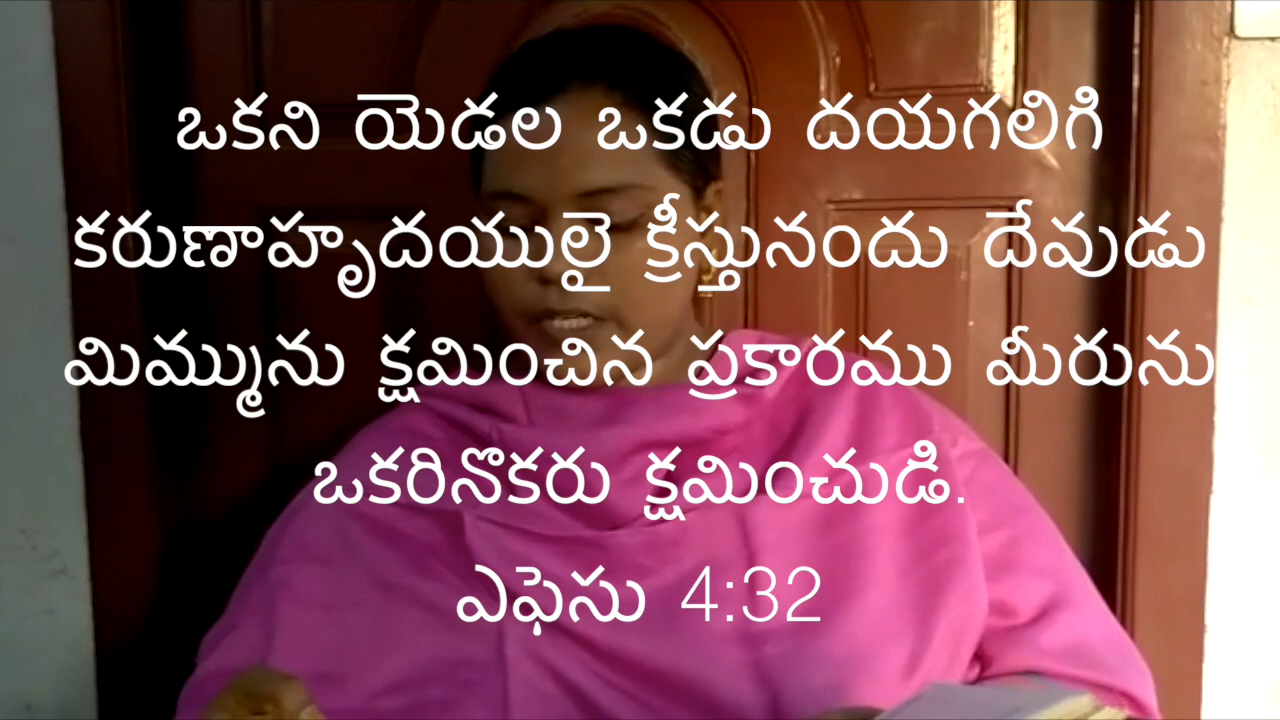 ఒకని యెడల ఒకడు దయగలిగి
కరుణాహృదయులై క్రీస్తునందు దేవుడు
మిమ్మును క్షమించిన ప్రకారము మీరును
ఒకరినొకరు క్షమించుడి.
ఎఫెసు 4:32